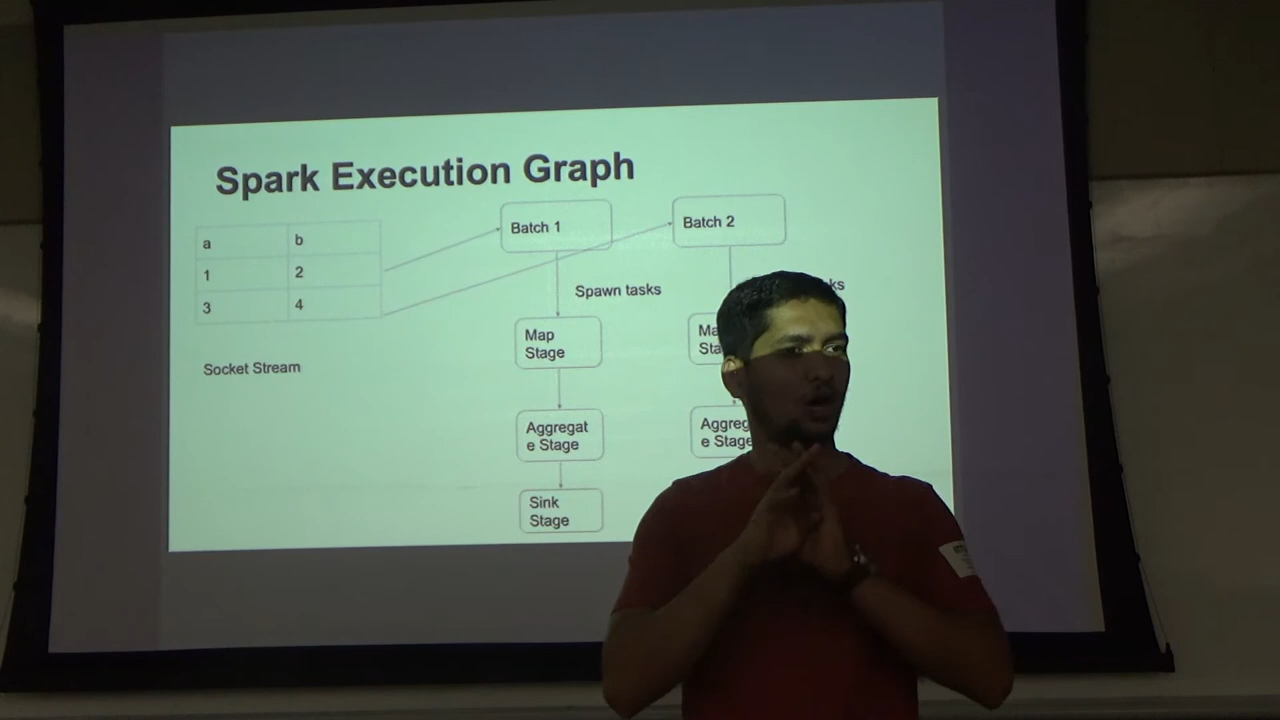 Spark Execution Graph
a b
1 2
3 4
Socket Stream
Batch 1
Spawn tasks
Map
Stage
Aggregat
e Stage
Sink
Stage
Batch 2
e Stage